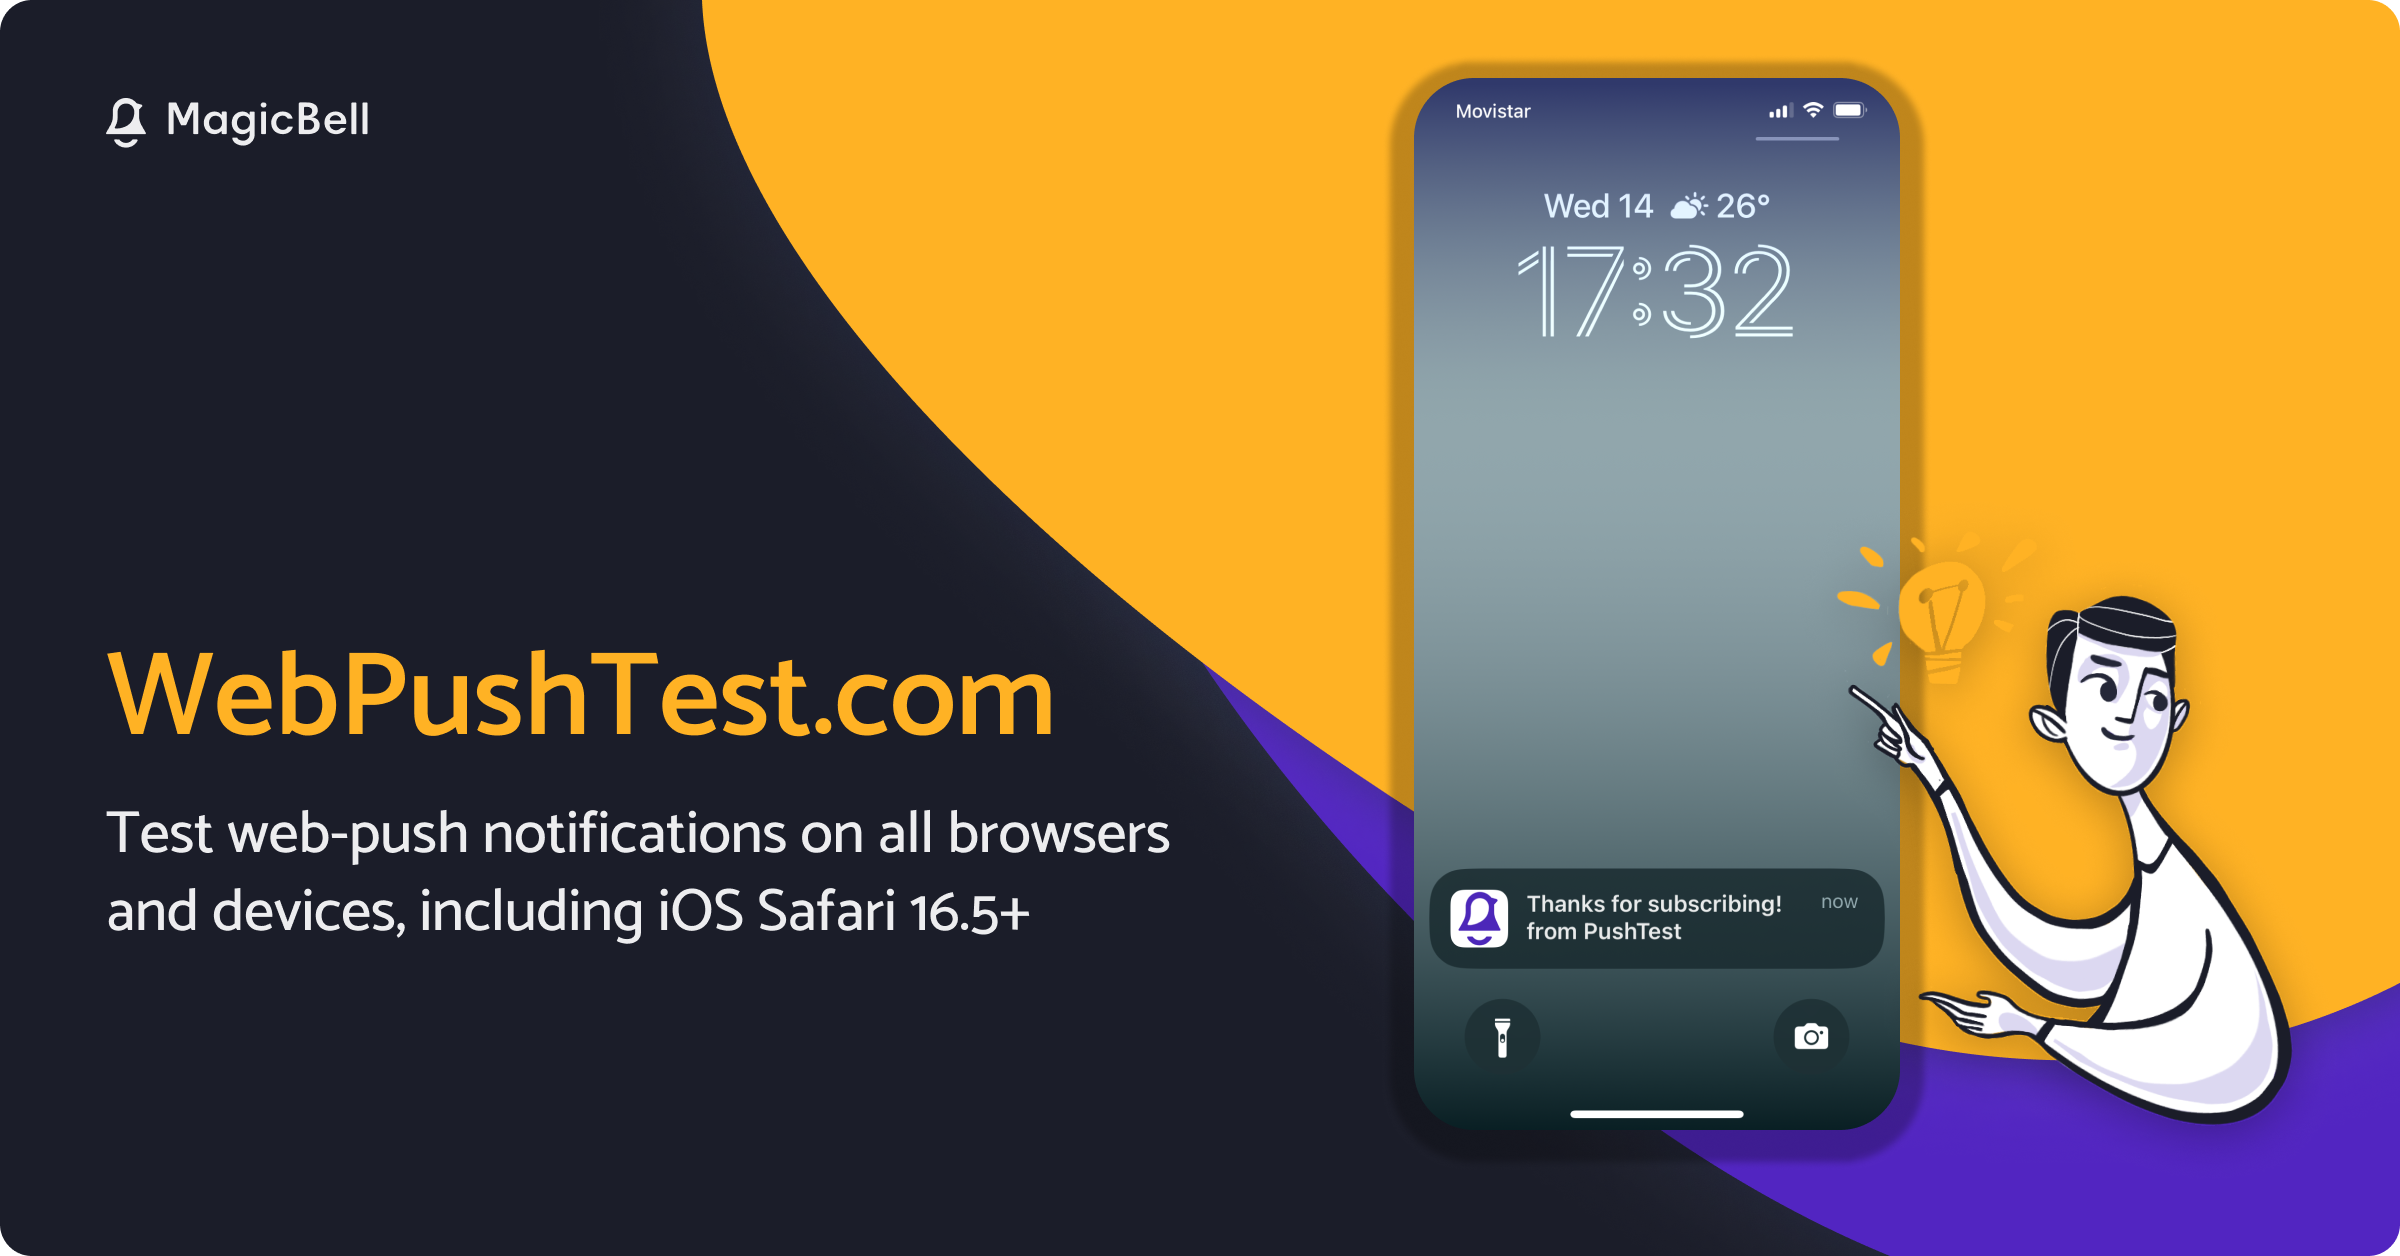 MagicBell
WebPushTest.com
Test web-push notifications on all browsers
and devices, including iOS Safari 16.5+
Movistar
Wed 14 26°
17:32
Thanks for subscribing! now
from PushTest